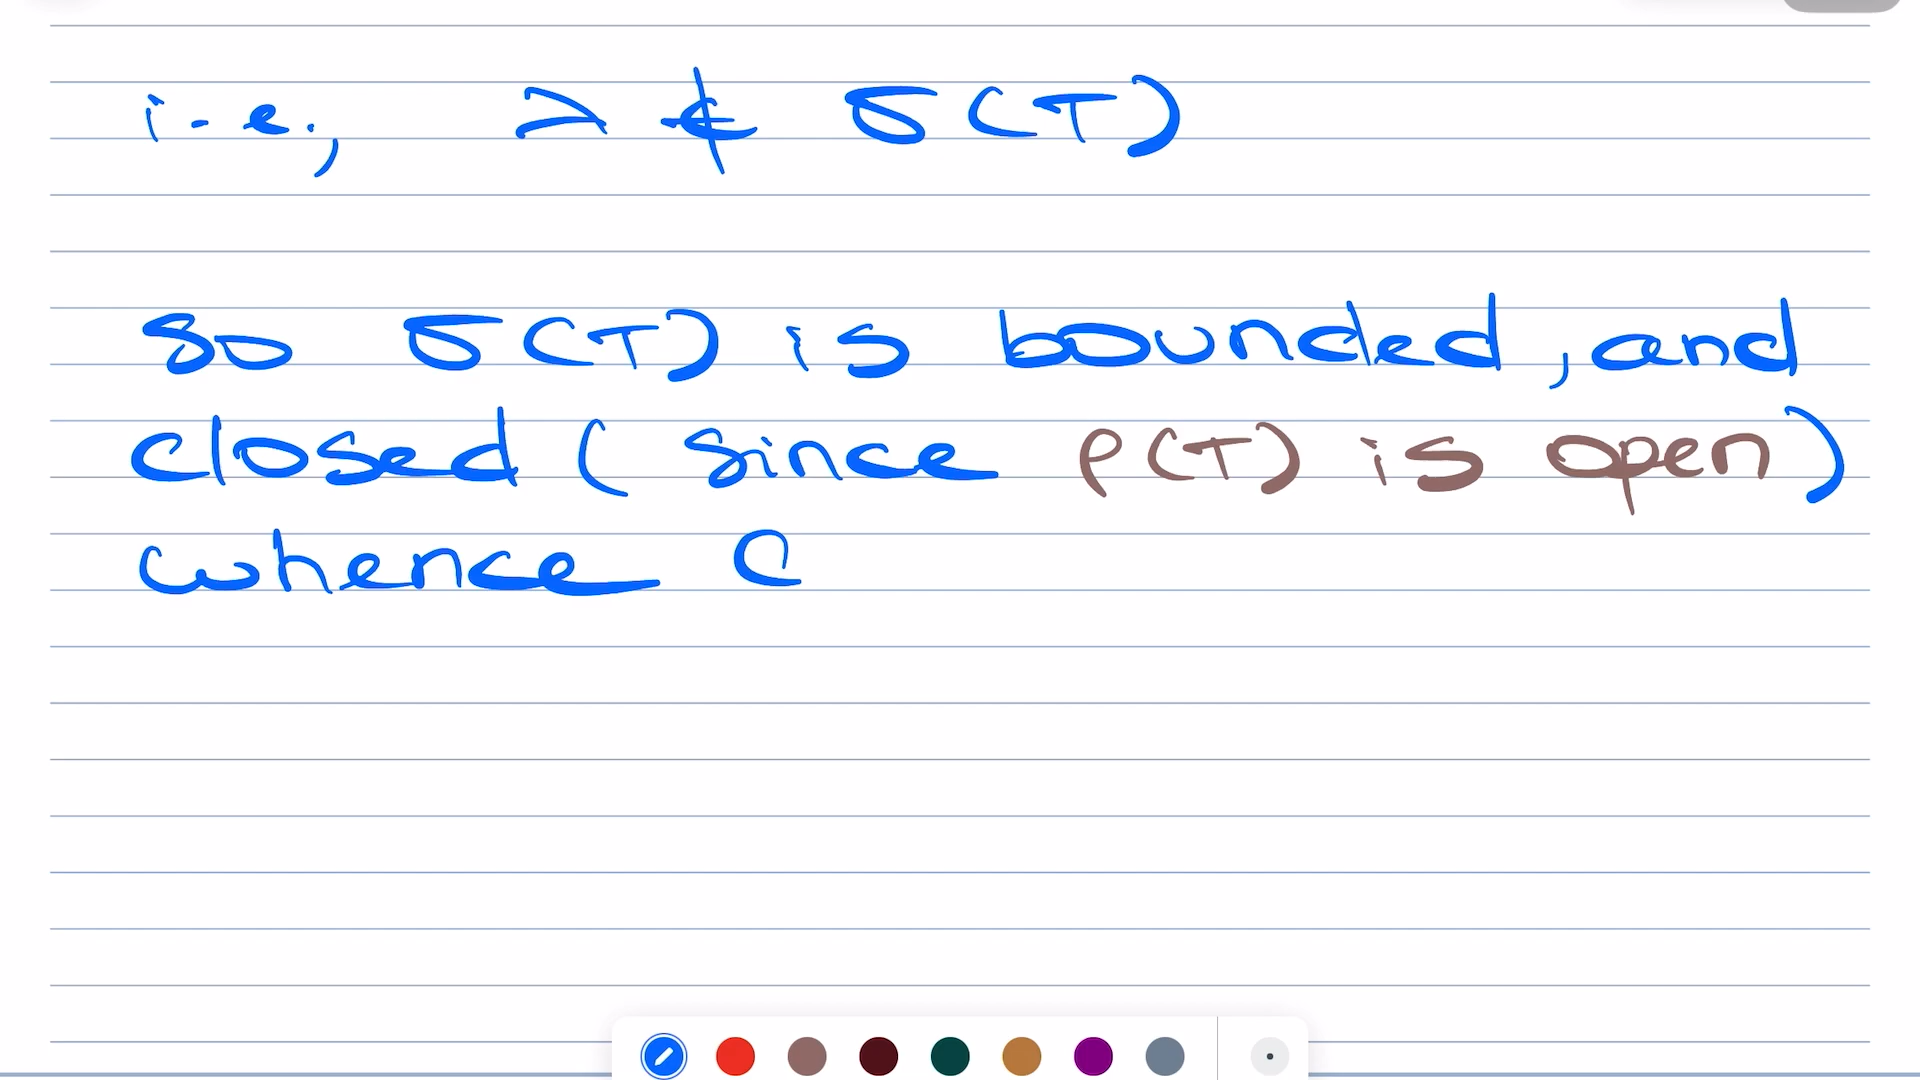 i.e., λ ∉ σ(T)
So σ(T) is bounded, and
closed (since ρ(T) is open)
whence C